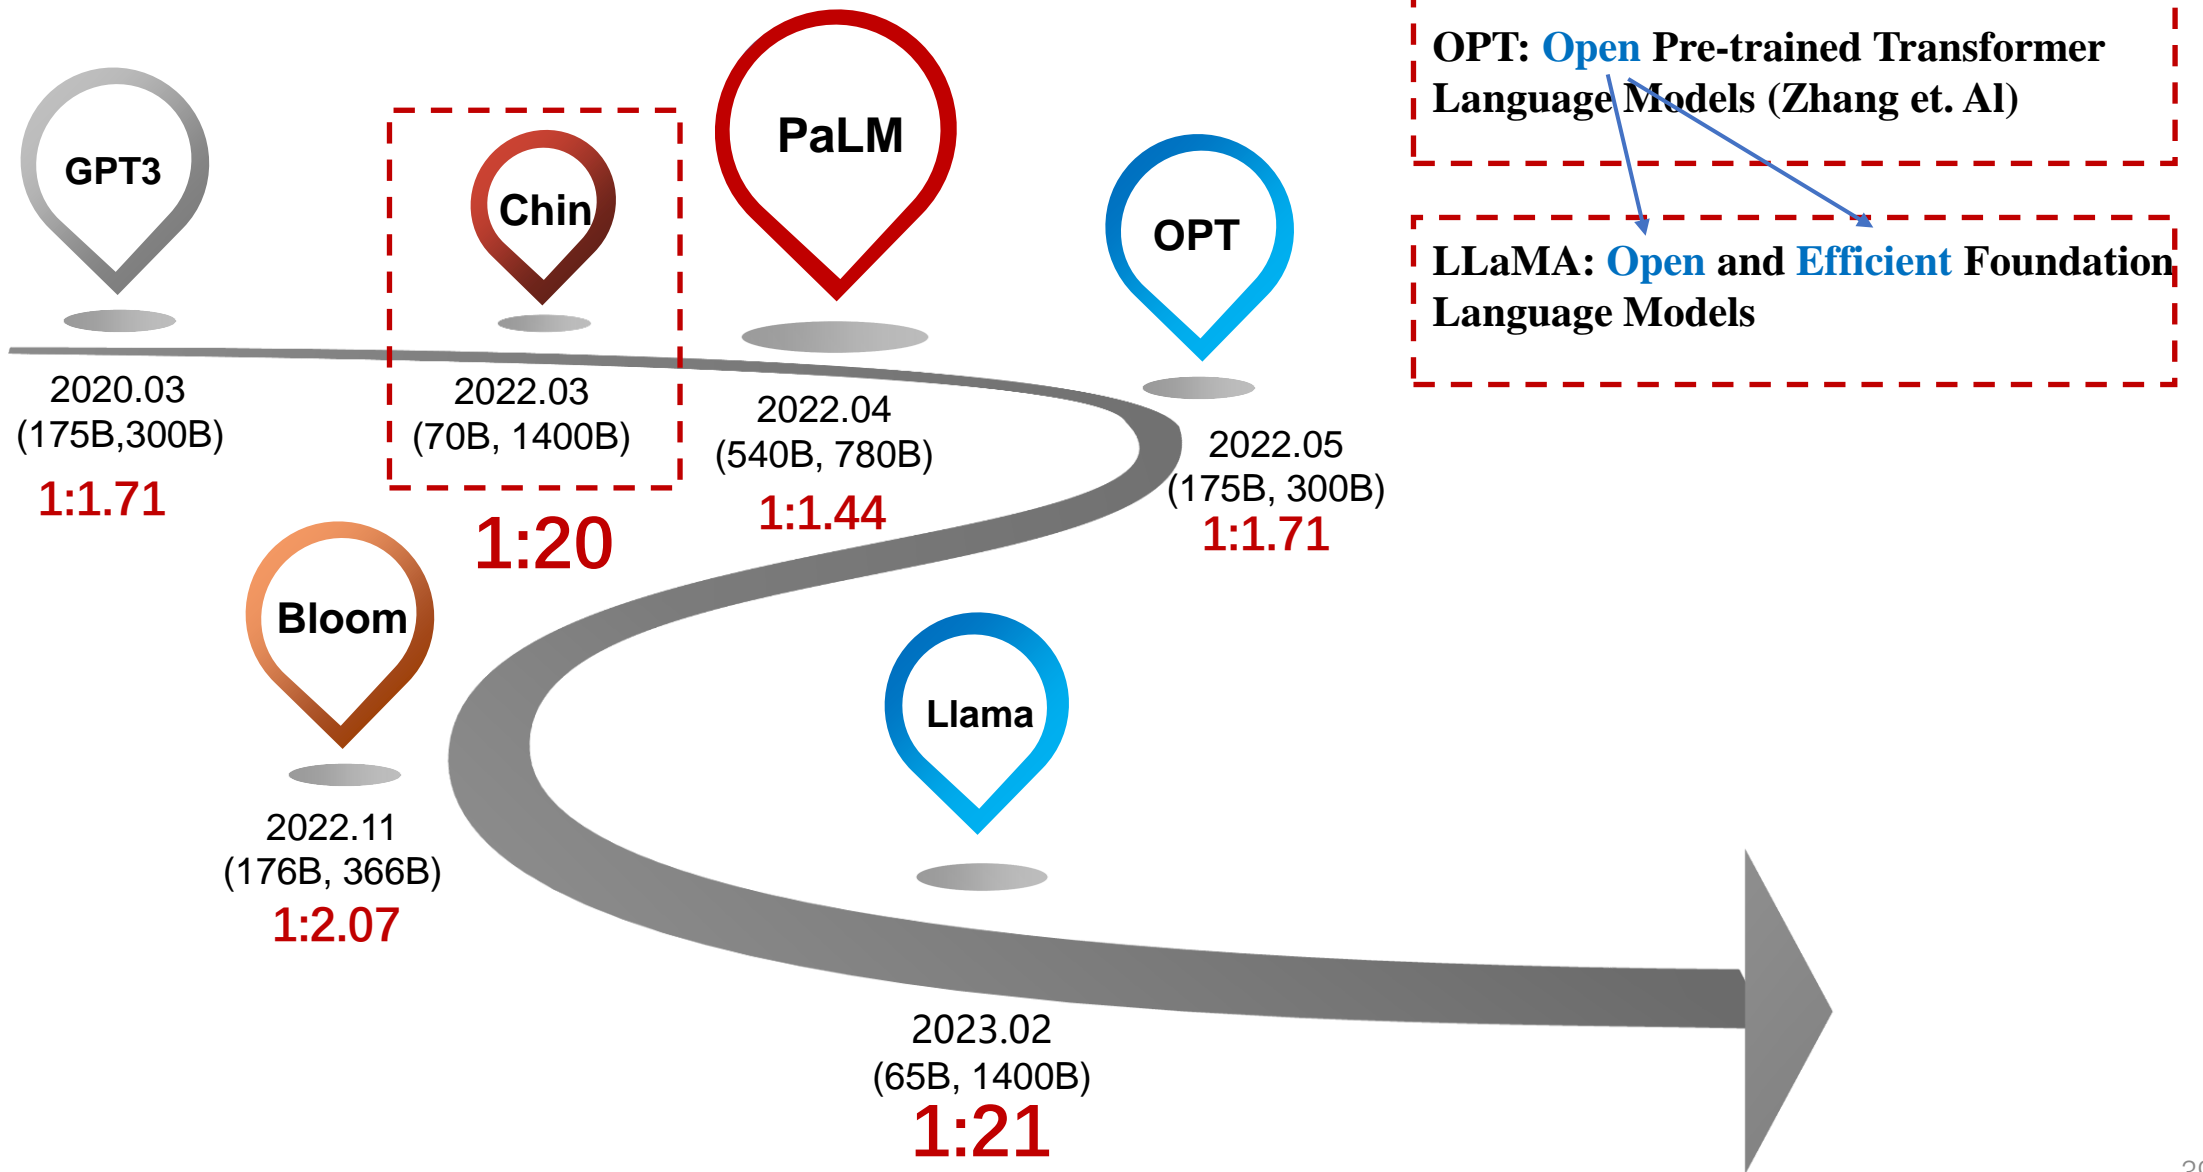 GPT3
2020.03
(175B,300B)
1:1.71
Chin
2022.03
(70B, 1400B)
1:20
PaLM
2022.04
(540B, 780B)
1:1.44
OPT
2022.05
(175B, 300B)
1:1.71
OPT: Open Pre-trained Transformer
Language Models (Zhang et. Al)
LLaMA: Open and Efficient Foundation
Language Models
Bloom
2022.11
(176B, 366B)
1:2.07
Llama
2023.02
(65B, 1400B)
1:21